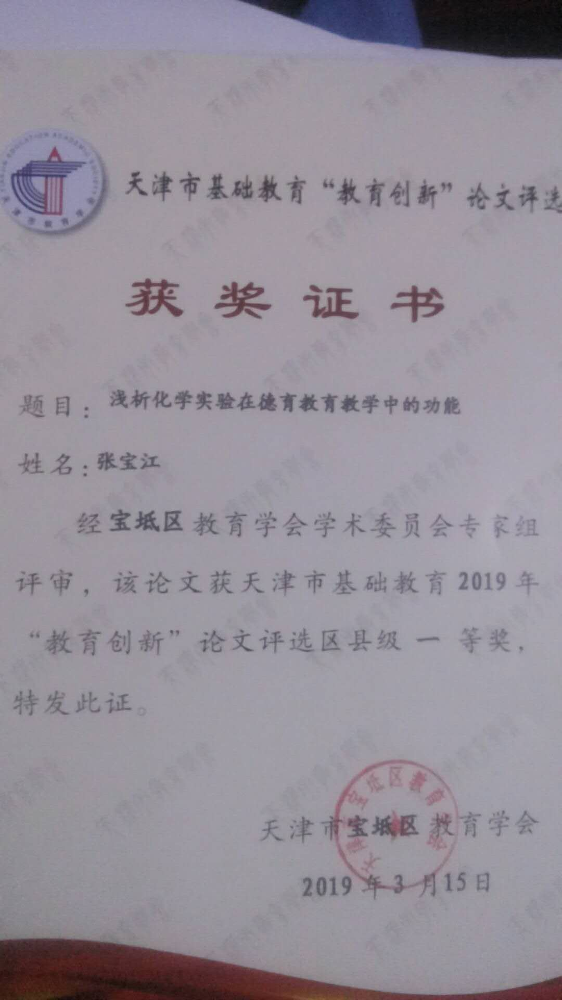 天津市基础教育“教育创新”论文评选
获奖证书
题目：浅析化学实验在德育教育教学中的功能
姓名：张宝江
经宝坻区教育学会学术委员会专家组
评审，该论文获天津市基础教育2019年
“教育创新”论文评选区县级 一 等奖，
特发此证。
天津市宝坻区教育学会
2019年3月15日